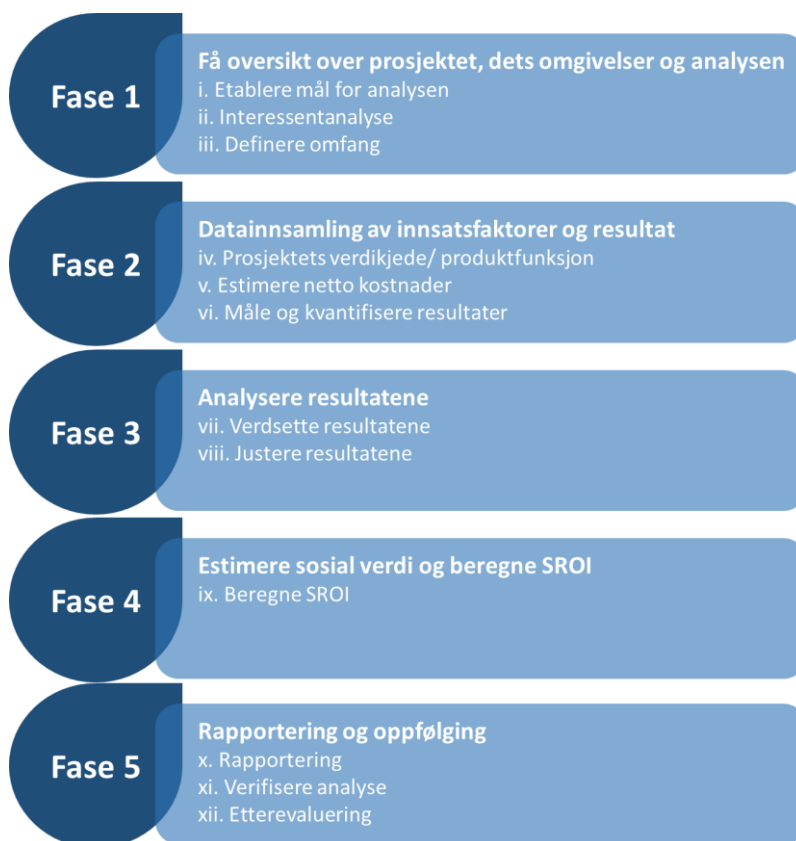 Fase 1
Få oversikt over prosjektet, dets omgivelser og analysen
i. Etablere mål for analysen
ii. Interessentanalyse
iii. Definere omfang
Fase 2
Datainnsamling av innsatsfaktorer og resultat
iv. Prosjektets verdikjede/ produktfunksjon
v. Estimere netto kostnader
vi. Måle og kvantifisere resultater
Fase 3
Analysere resultatene
vii. Verdsette resultatene
viii. Justere resultatene
Fase 4
Estimere sosial verdi og beregne SROI
ix. Beregne SROI
Fase 5
Rapportering og oppfølging
x. Rapportering
xi. Verifisere analyse
xii. Etterevaluering